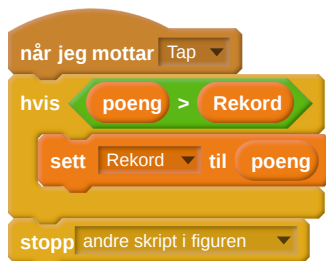 når jeg mottar Tap
hvis poeng > Rekord
sett Rekord til poeng
stopp andre skript i figuren